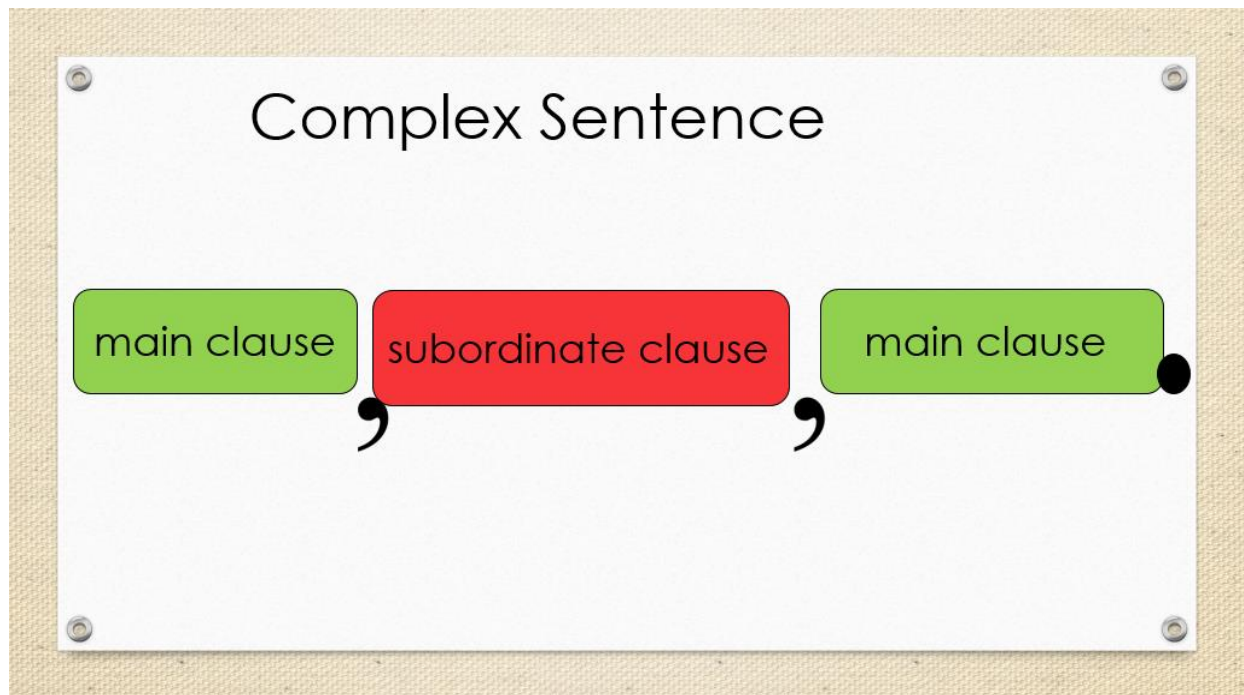 Complex Sentence
main clause , subordinate clause , main clause .